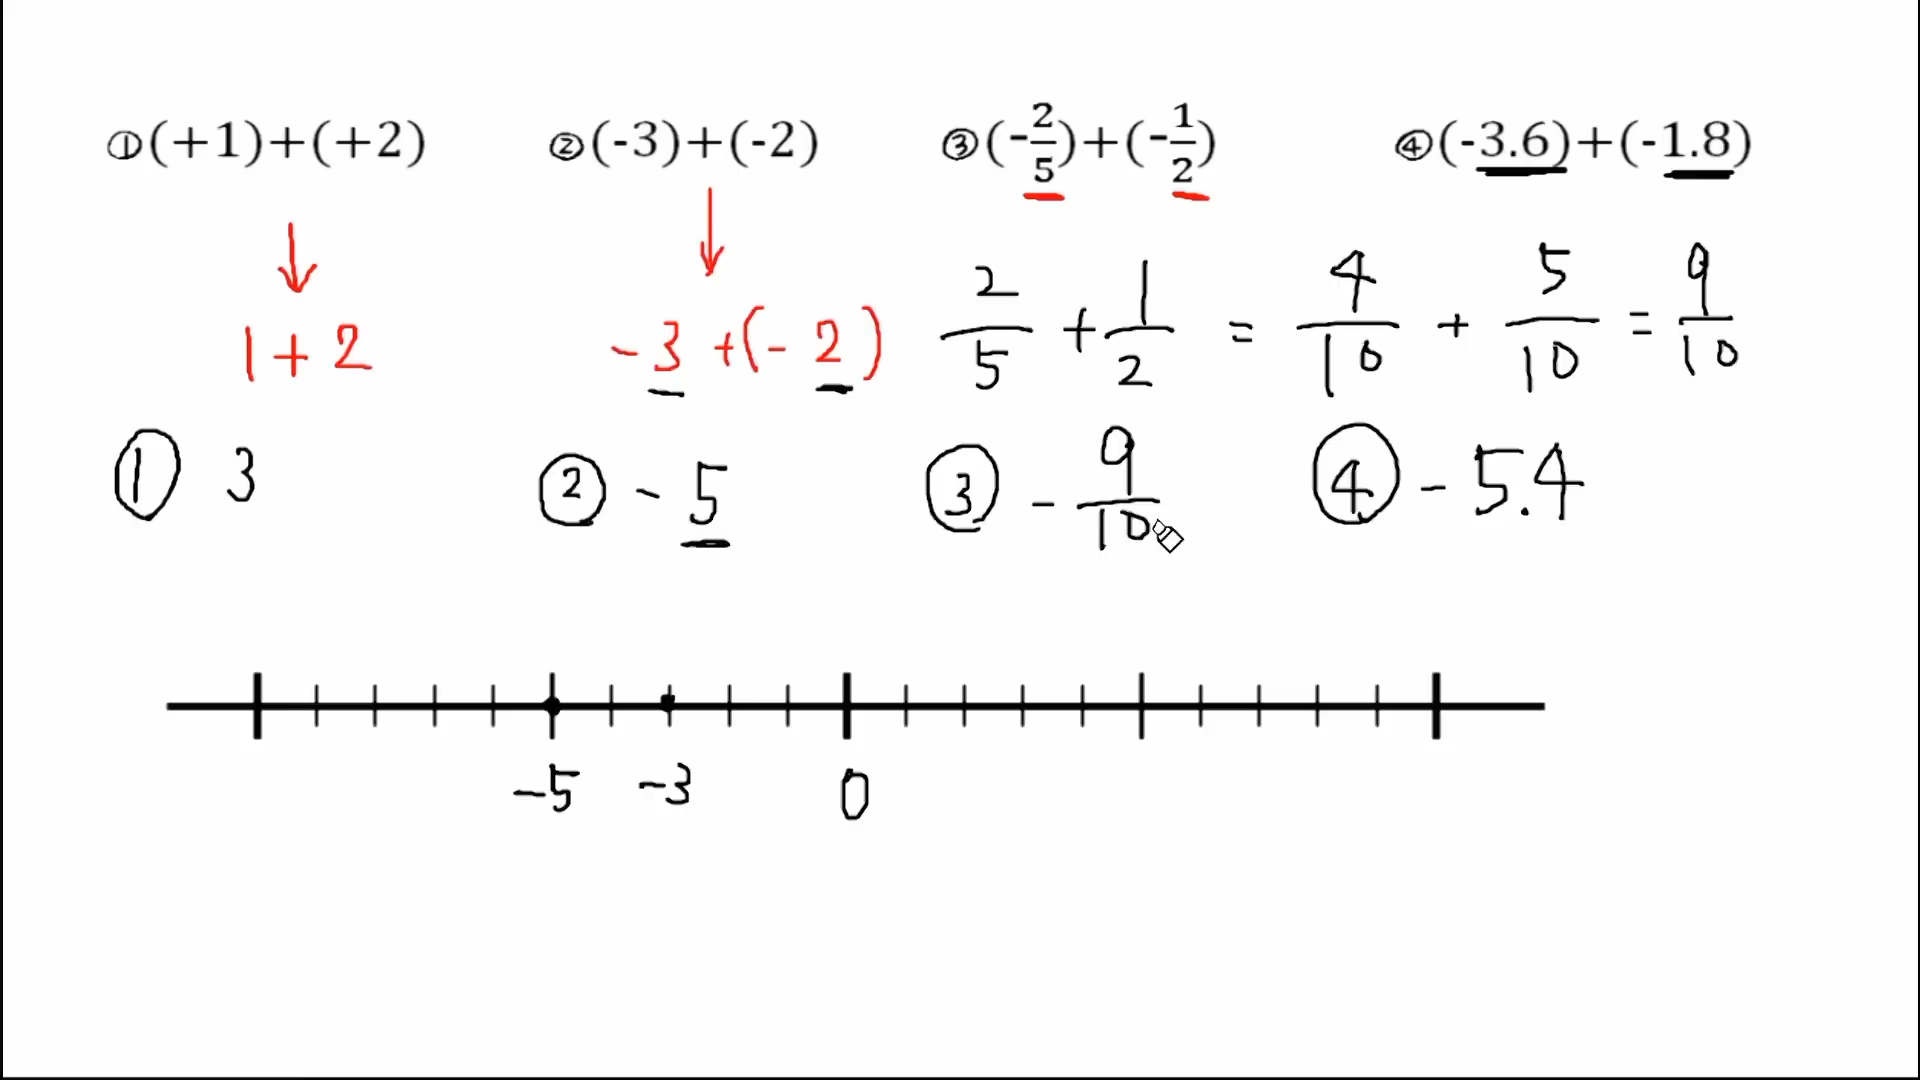 ①(+1)+(+2) ②(-3)+(-2) ③(-2/5)+(-1/2) ④(-3.6)+(-1.8)
1+2 -3+(-2) 2/5 + 1/2 = 4/10 + 5/10 = 9/10
① 3 ② -5 ③ -9/10 ④ -5.4
-5 -3 0